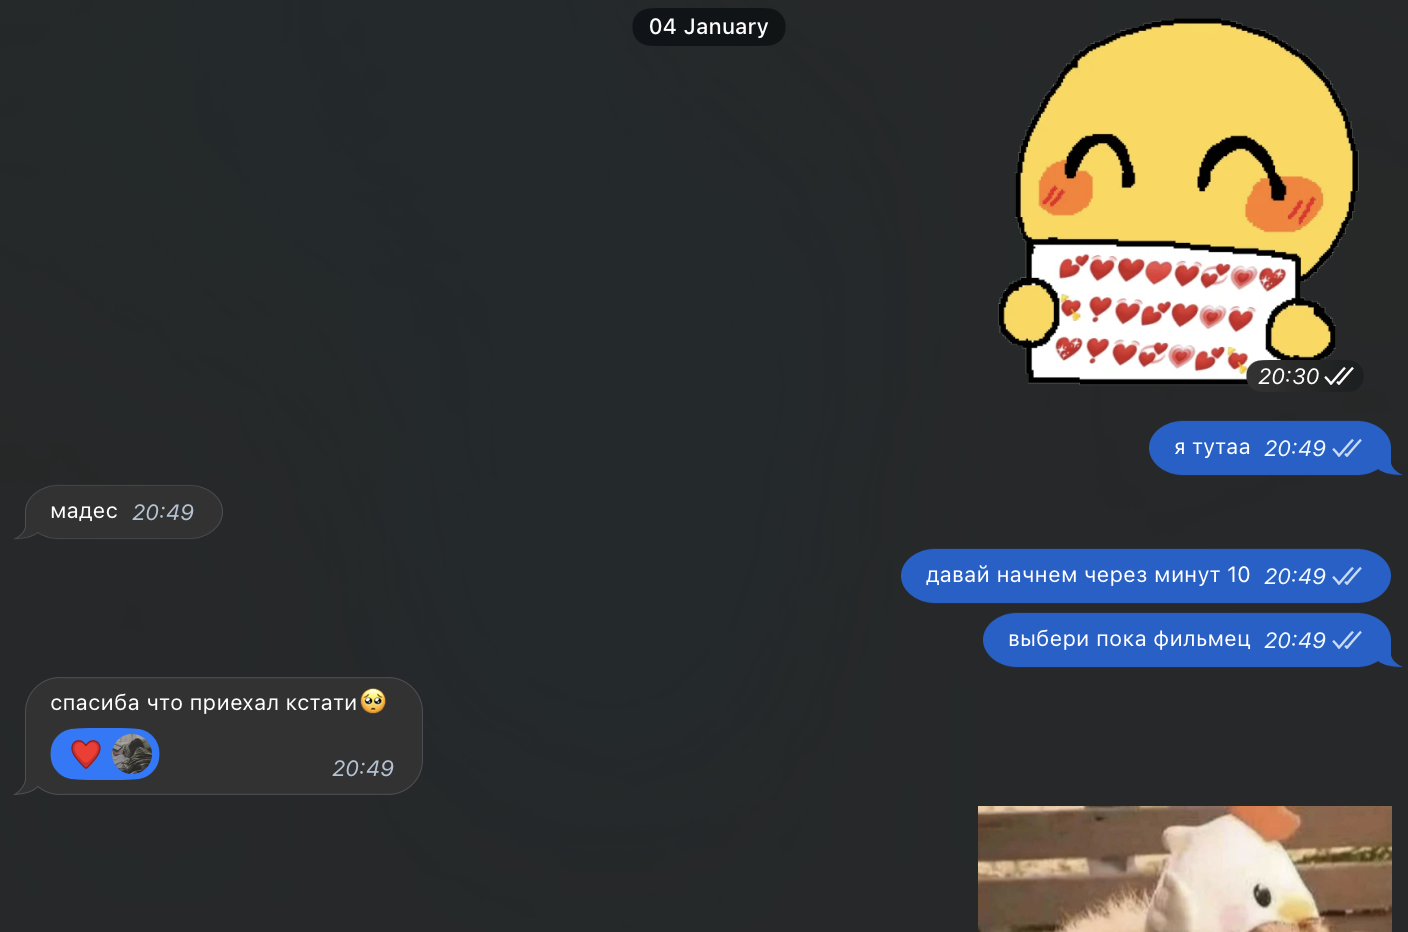 04 January
20:30
я тутаа 20:49
мадес 20:49
давай начнем через минут 10 20:49
выбери пока фильмец 20:49
спасиба что приехал кстати🥺
❤️ 20:49